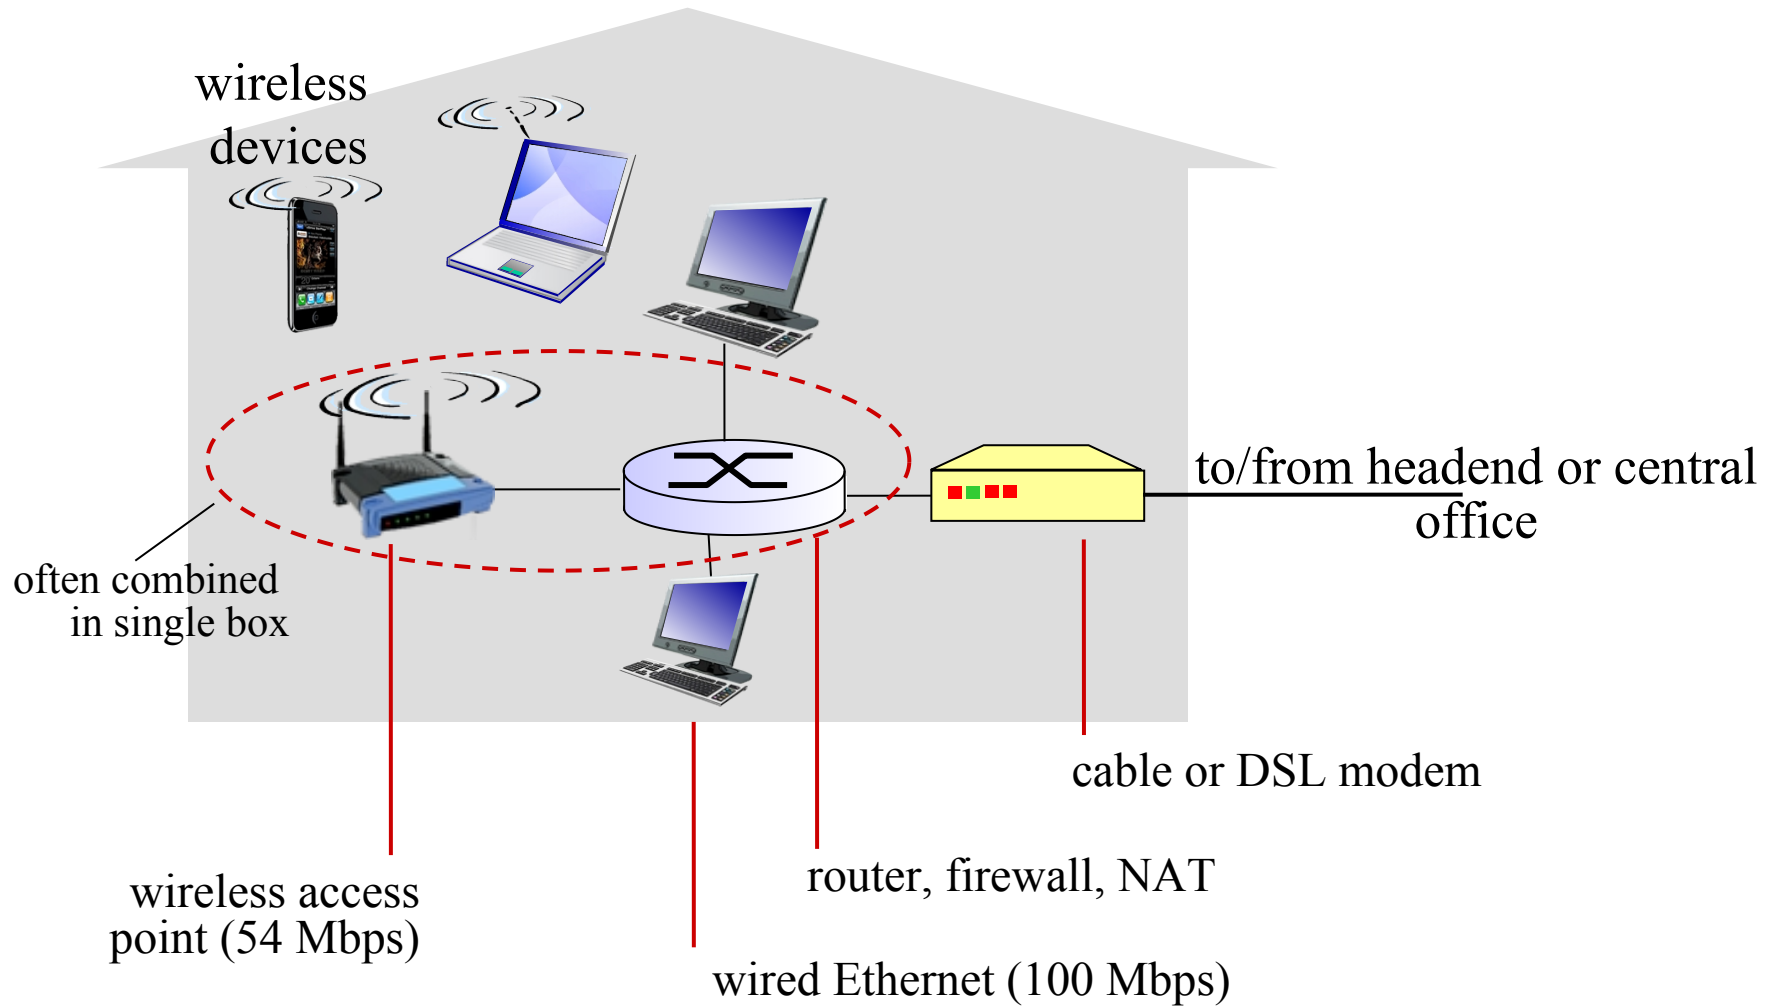 wireless
devices
to/from headend or central
office
often combined
in single box
cable or DSL modem
router, firewall, NAT
wireless access
point (54 Mbps)
wired Ethernet (100 Mbps)